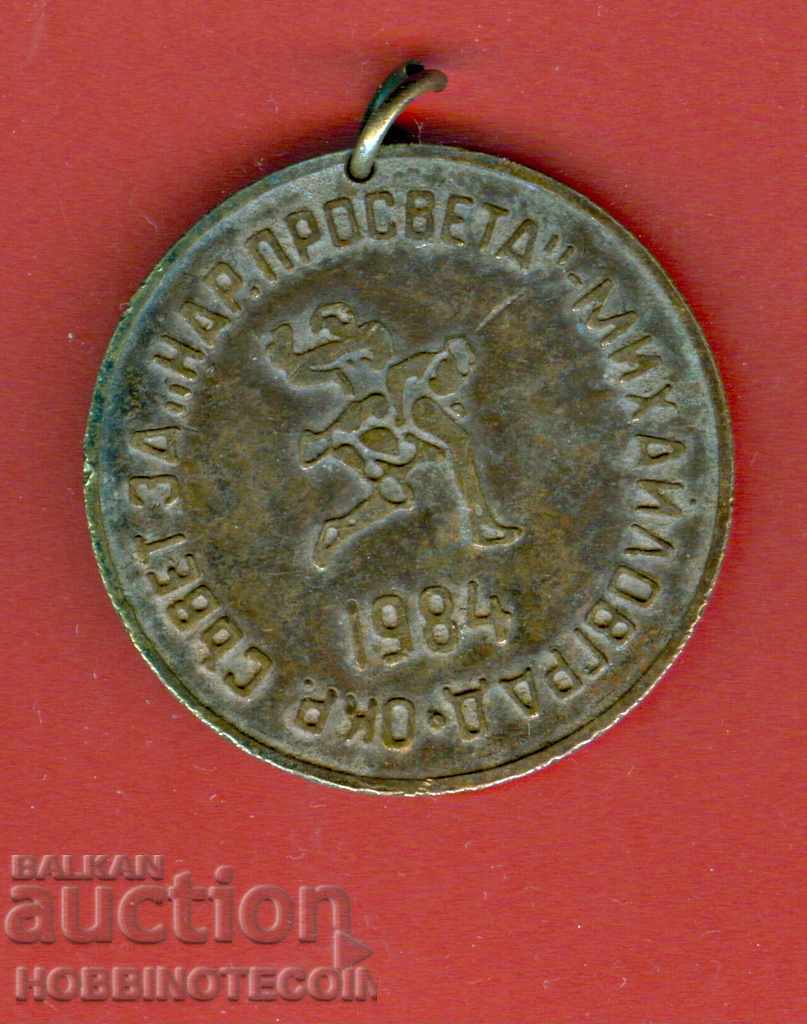 ОКР. СЪВЕТ ЗА „НАР. ПРОСВЕТА“ - МИХАЙЛОВГРАД •
1984
BALKAN
auction
HOBBINOTECOIN